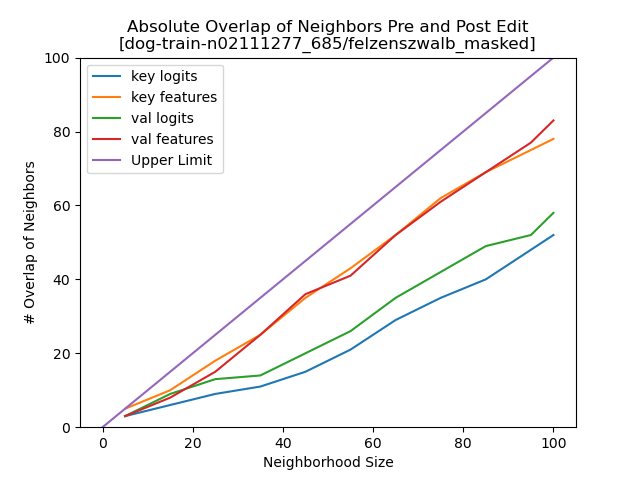 Absolute Overlap of Neighbors Pre and Post Edit
[dog-train-n02111277_685/felzenszwalb_masked]
key logits
key features
val logits
val features
Upper Limit
# Overlap of Neighbors
100
80
60
40
20
0
0 20 40 60 80 100
Neighborhood Size